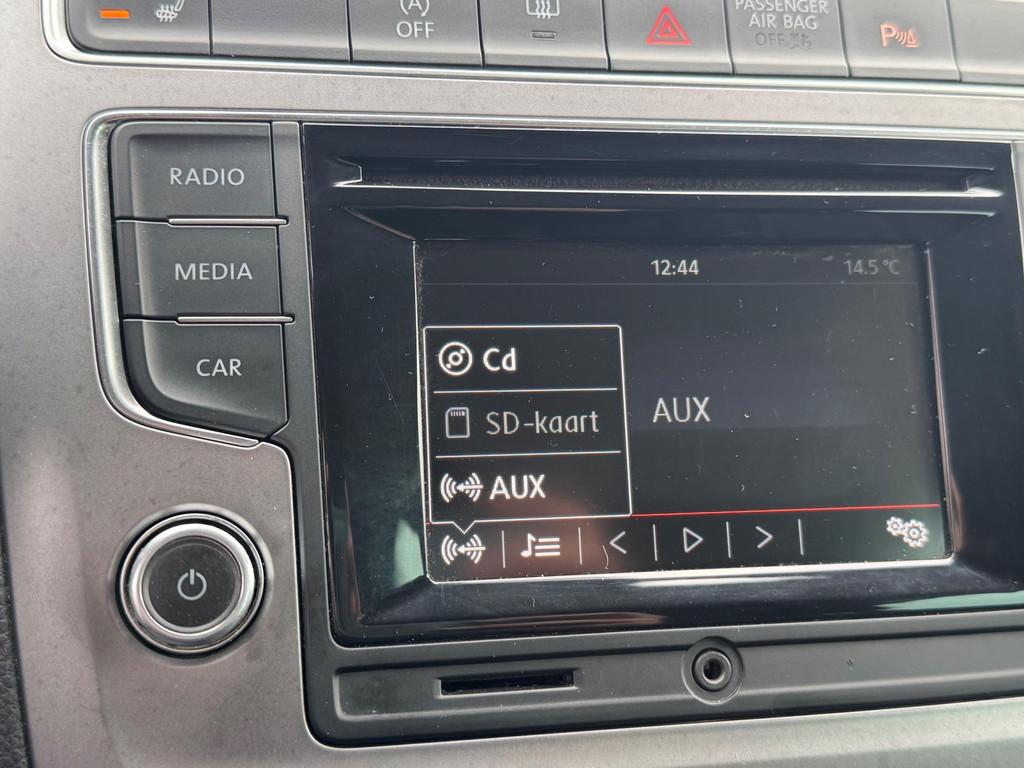 OFF
PASSENGER
AIR BAG
OFF
P
RADIO
MEDIA
CAR
12:44
14.5 °C
Cd
SD-kaart
AUX
AUX